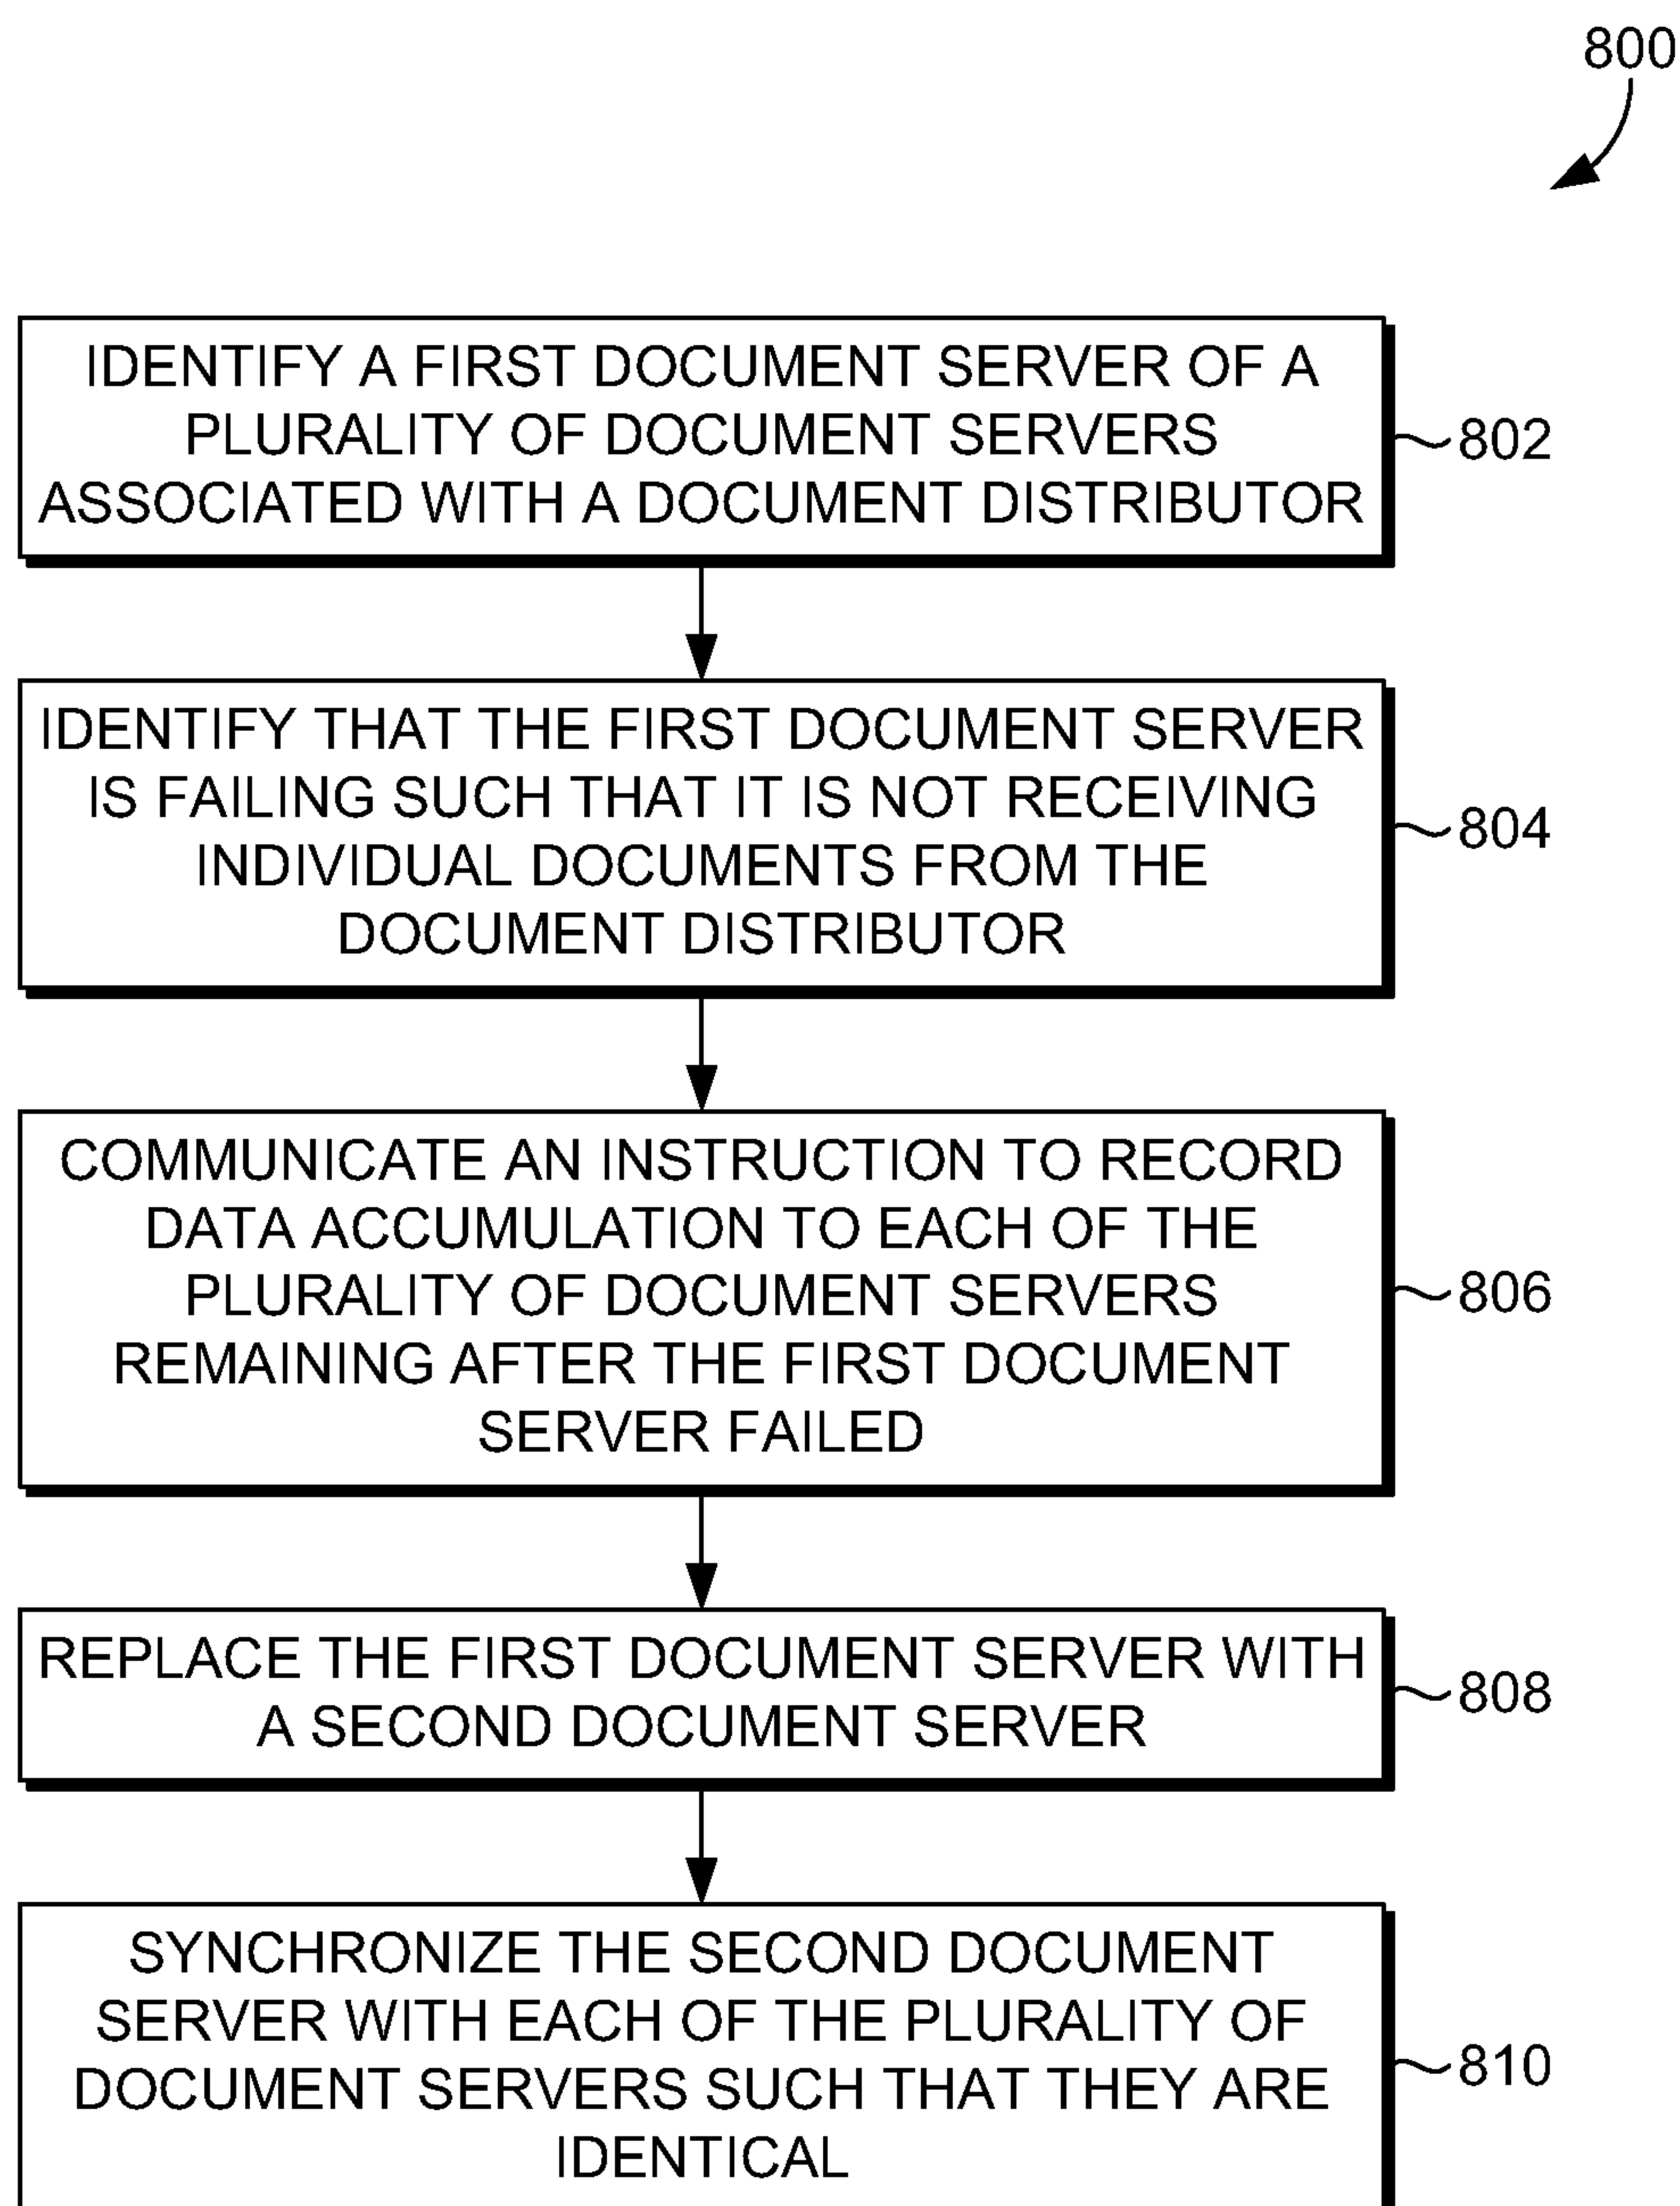 800
IDENTIFY A FIRST DOCUMENT SERVER OF A
PLURALITY OF DOCUMENT SERVERS
ASSOCIATED WITH A DOCUMENT DISTRIBUTOR
802
IDENTIFY THAT THE FIRST DOCUMENT SERVER
IS FAILING SUCH THAT IT IS NOT RECEIVING
INDIVIDUAL DOCUMENTS FROM THE
DOCUMENT DISTRIBUTOR
804
COMMUNICATE AN INSTRUCTION TO RECORD
DATA ACCUMULATION TO EACH OF THE
PLURALITY OF DOCUMENT SERVERS
REMAINING AFTER THE FIRST DOCUMENT
SERVER FAILED
806
REPLACE THE FIRST DOCUMENT SERVER WITH
A SECOND DOCUMENT SERVER
808
SYNCHRONIZE THE SECOND DOCUMENT
SERVER WITH EACH OF THE PLURALITY OF
DOCUMENT SERVERS SUCH THAT THEY ARE
IDENTICAL
810